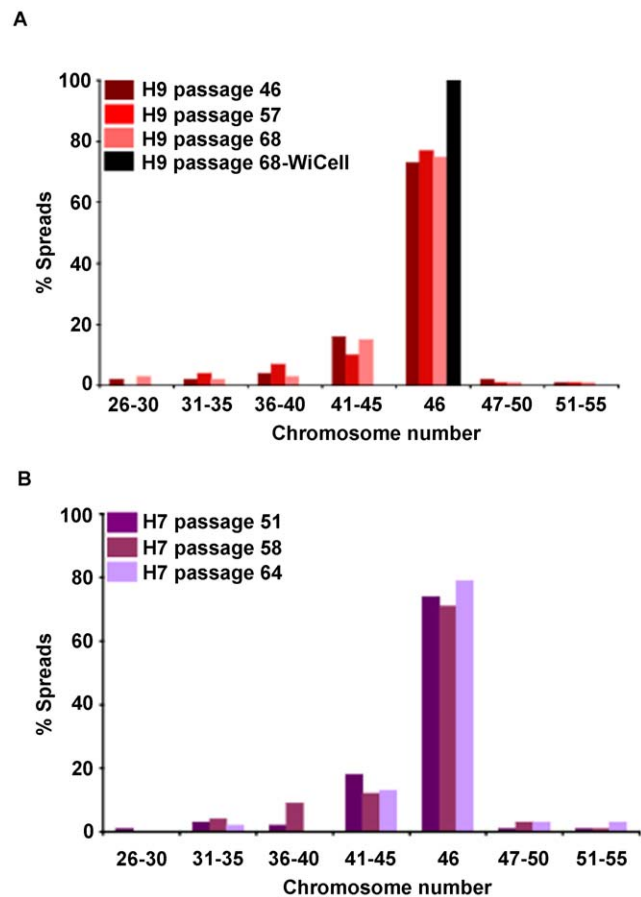 A
100
80
60
40
20
0
% Spreads
H9 passage 46
H9 passage 57
H9 passage 68
H9 passage 68-WiCell
26-30 31-35 36-40 41-45 46 47-50 51-55
Chromosome number
B
100
80
60
40
20
0
% Spreads
H7 passage 51
H7 passage 58
H7 passage 64
26-30 31-35 36-40 41-45 46 47-50 51-55
Chromosome number